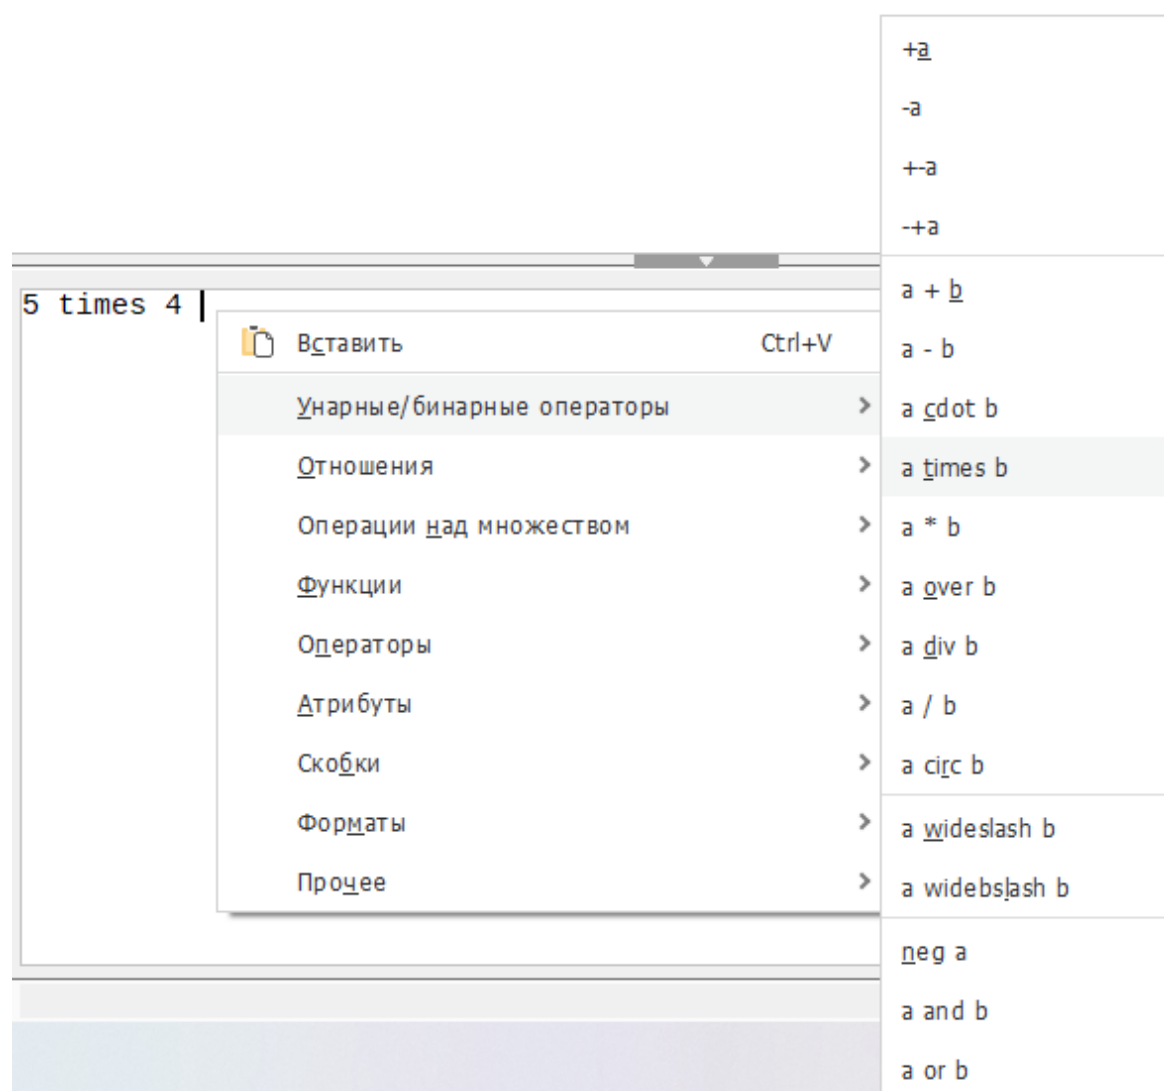 5 times 4
Вставить Ctrl+V
Унарные/бинарные операторы
Отношения
Операции над множеством
Функции
Операторы
Атрибуты
Скобки
Форматы
Прочее
+a
-a
+-a
-+a
a + b
a - b
a cdot b
a times b
a * b
a over b
a div b
a / b
a circ b
a wideslash b
a widebslash b
neg a
a and b
a or b